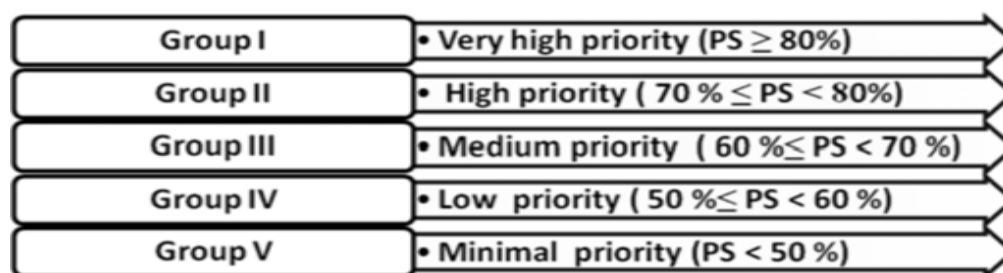 Group I • Very high priority (PS ≥ 80%)
Group II • High priority ( 70 % ≤ PS < 80%)
Group III • Medium priority ( 60 %≤ PS < 70 %)
Group IV • Low priority ( 50 %≤ PS < 60 %)
Group V • Minimal priority (PS < 50 %)